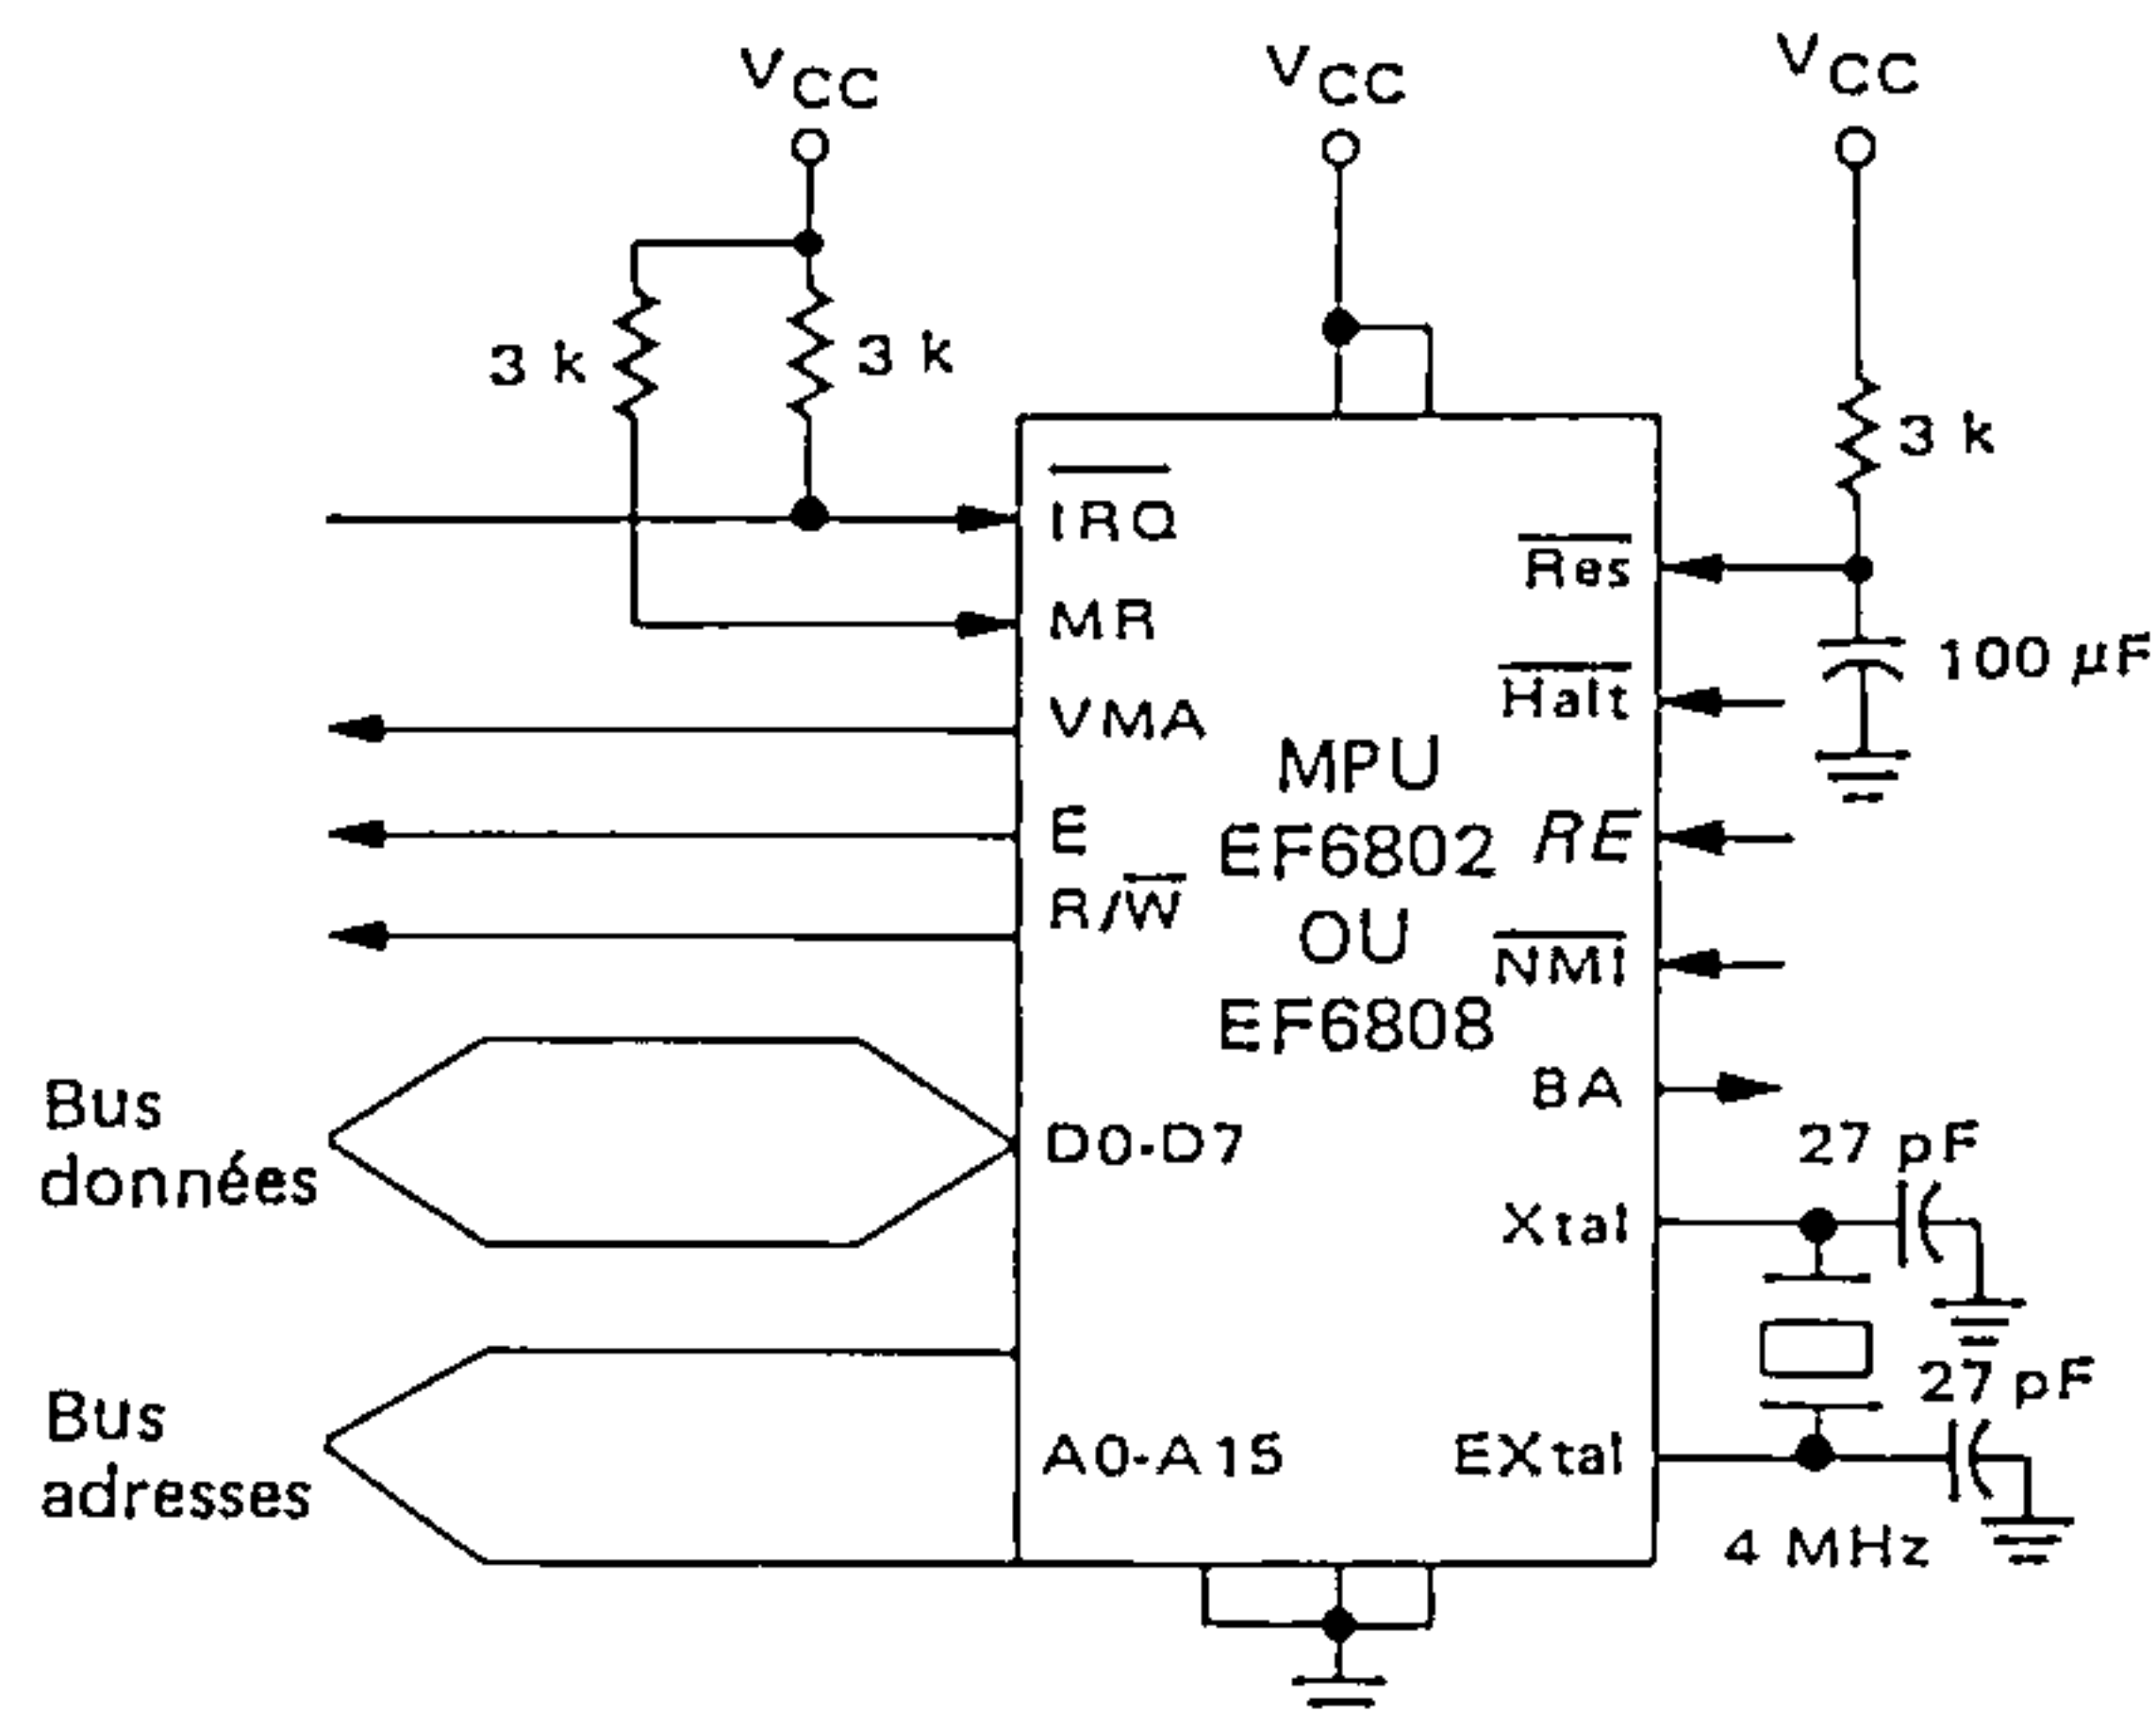 VCC
VCC
VCC
3 k
3 k
3 k
IRQ
Res
MR
100 µF
Halt
VMA
MPU
E
EF6802
RE
R/W
OU
NMI
EF6808
BA
Bus
données
D0-D7
27 pF
Xtal
27 pF
Bus
adresses
A0-A15
EXtal
4 MHz